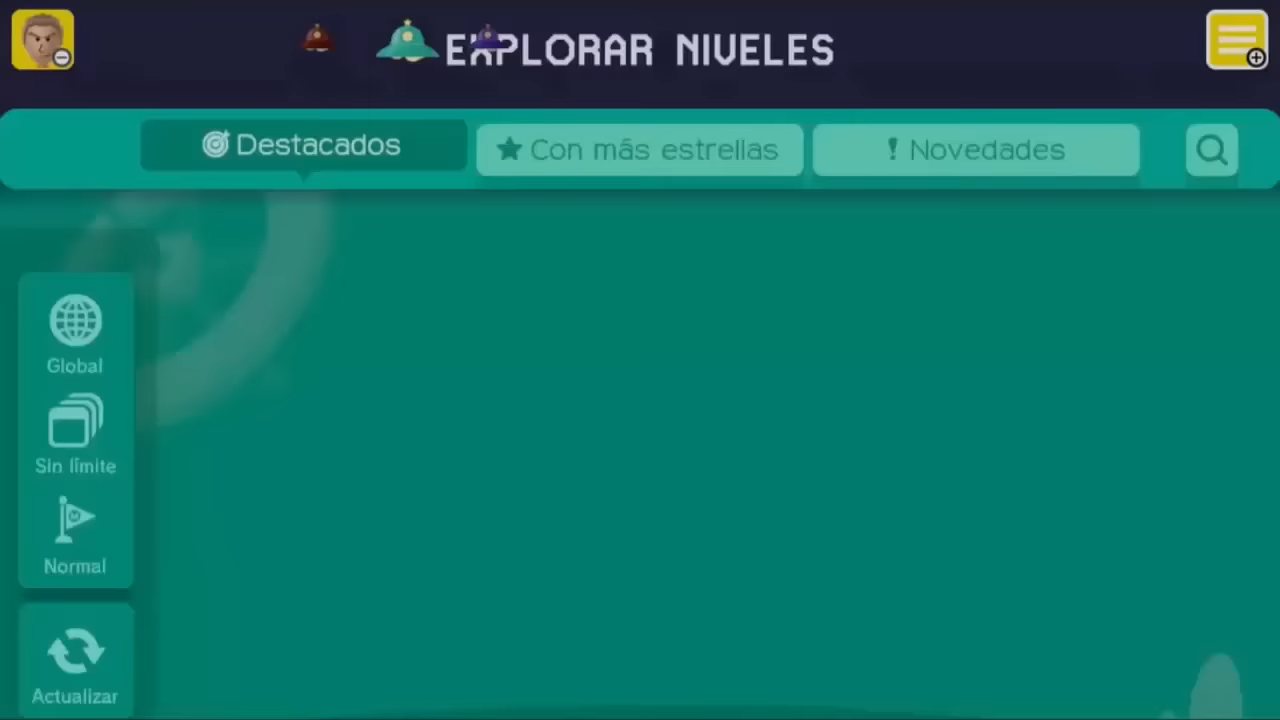 EXPLORAR NIVELES
Destacados
Con más estrellas
Novedades
Global
Sin límite
Normal
Actualizar